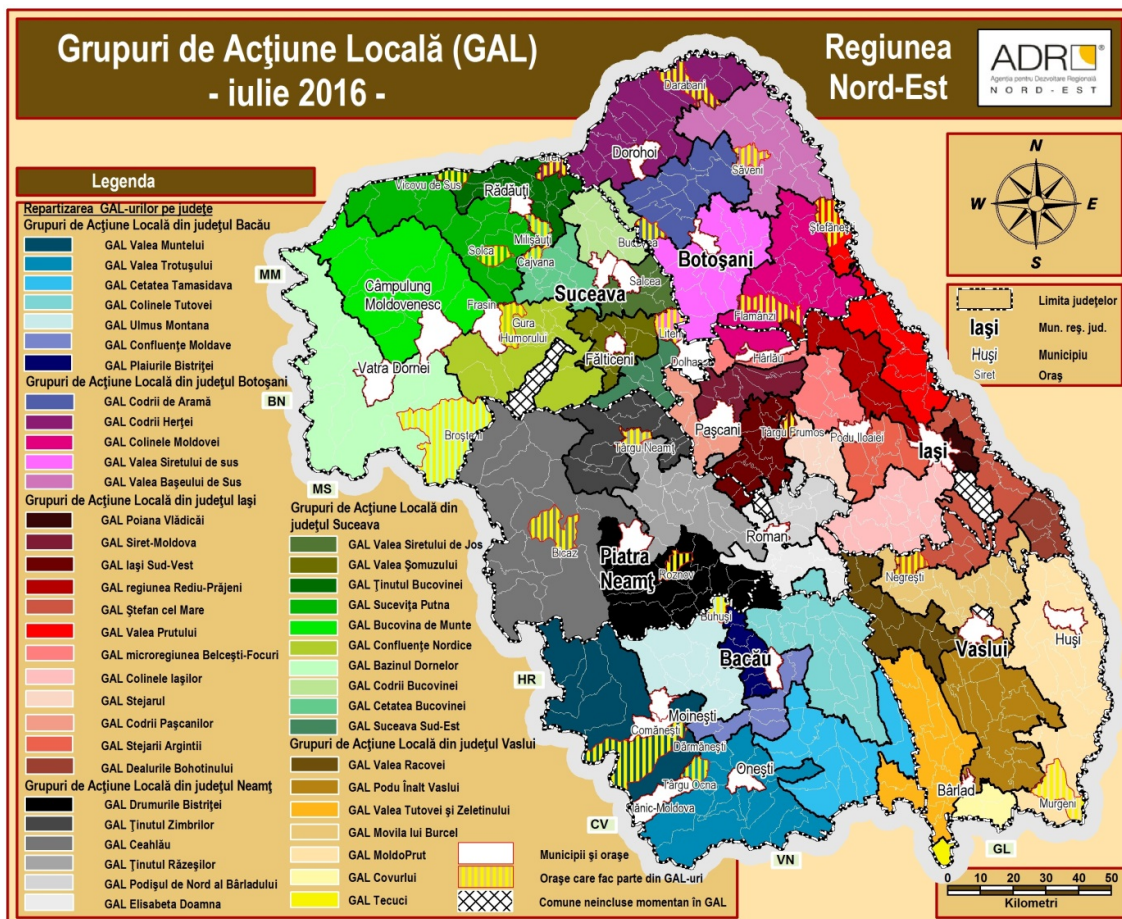 Grupuri de Acţiune Locală (GAL)
- iulie 2016 -
Regiunea
Nord-Est
ADR
®
Agenţia pentru Dezvoltare Regională
NORD-EST
N
W
E
S
Limita judeţelor
Iaşi
Mun. reş. jud.
Huşi
Municipiu
Siret
Oraş
Legenda
Repartizarea GAL-urilor pe judeţe
Grupuri de Acţiune Locală din judeţul Bacău
GAL Valea Muntelui
GAL Valea Trotuşului
GAL Cetatea Tamasidava
GAL Colinele Tutovei
GAL Ulmus Montana
GAL Confluenţe Moldave
GAL Plaiurile Bistriţei
Grupuri de Acţiune Locală din judeţul Botoşani
GAL Codrii de Aramă
GAL Codrii Herţei
GAL Colinele Moldovei
GAL Valea Siretului de sus
GAL Valea Başeului de Sus
Grupuri de Acţiune Locală din judeţul Iaşi
GAL Poiana Vlădicăi
GAL Siret-Moldova
GAL Iaşi Sud-Vest
GAL regiunea Rediu-Prăjeni
GAL Ştefan cel Mare
GAL Valea Prutului
GAL microregiunea Belceşti-Focuri
GAL Colinele Iaşilor
GAL Stejarul
GAL Codrii Paşcanilor
GAL Stejarii Argintii
GAL Dealurile Bohotinului
Grupuri de Acţiune Locală din judeţul Neamţ
GAL Drumurile Bistriţei
GAL Ţinutul Zimbrilor
GAL Ceahlău
GAL Ţinutul Răzeşilor
GAL Podişul de Nord al Bârladului
GAL Elisabeta Doamna
Grupuri de Acţiune Locală din
judeţul Suceava
GAL Valea Siretului de Jos
GAL Valea Şomuzului
GAL Ţinutul Bucovinei
GAL Suceviţa Putna
GAL Bucovina de Munte
GAL Confluenţe Nordice
GAL Bazinul Dornelor
GAL Codrii Bucovinei
GAL Cetatea Bucovinei
GAL Suceava Sud-Est
Grupuri de Acţiune Locală din judeţul Vaslui
GAL Valea Racovei
GAL Podu Înalt Vaslui
GAL Valea Tutovei şi Zeletinului
GAL Movila lui Burcel
GAL MoldoPrut
GAL Covurlui
GAL Tecuci
Municipii şi oraşe
Oraşe care fac parte din GAL-uri
Comune neincluse momentan în GAL
Darabani
Dorohoi
Săveni
Siret
Vicovu de Sus
Rădăuţi
Milişăuţi
Bucecea
Ştefăneşti
Solca
Cajvana
Botoşani
MM
Câmpulung
Moldovenesc
Salcea
Suceava
Frasin
Gura
Humorului
Liteni
Flamânzi
Fălticeni
Dolhasca
Hârlău
Vatra Dornei
BN
Broşteni
Paşcani
Târgu Frumos
Podu Iloaiei
Iaşi
Târgu Neamţ
MS
Roman
Bicaz
Piatra
Neamţ
Roznov
Negreşti
Buhuşi
Huşi
Bacău
Vaslui
HR
Moineşti
Comăneşti
Dărmăneşti
Oneşti
Târgu Ocna
Slănic-Moldova
Bârlad
Murgeni
CV
VN
GL
0 10 20 30 40 50
Kilometri